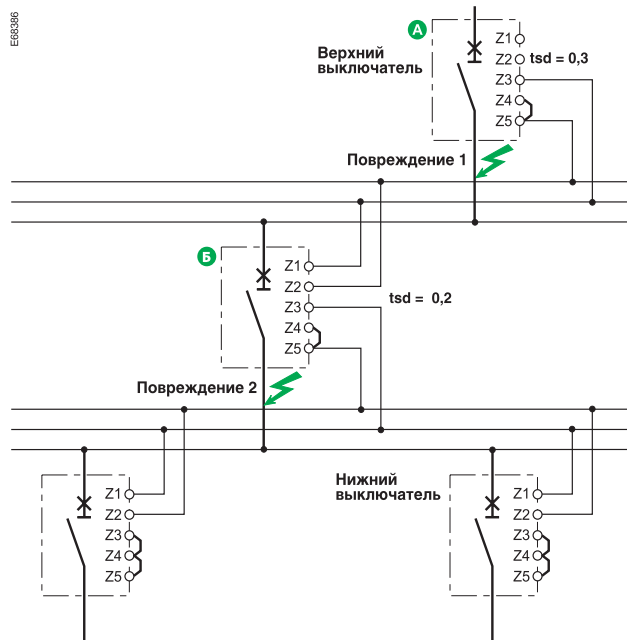 E68386
А
Верхний
выключатель
Z1
Z2
tsd = 0,3
Z3
Z4
Z5
Повреждение 1
Б
Z1
Z2
Z3
tsd = 0,2
Z4
Z5
Повреждение 2
Нижний
выключатель
Z1
Z2
Z3
Z4
Z5
Z1
Z2
Z3
Z4
Z5